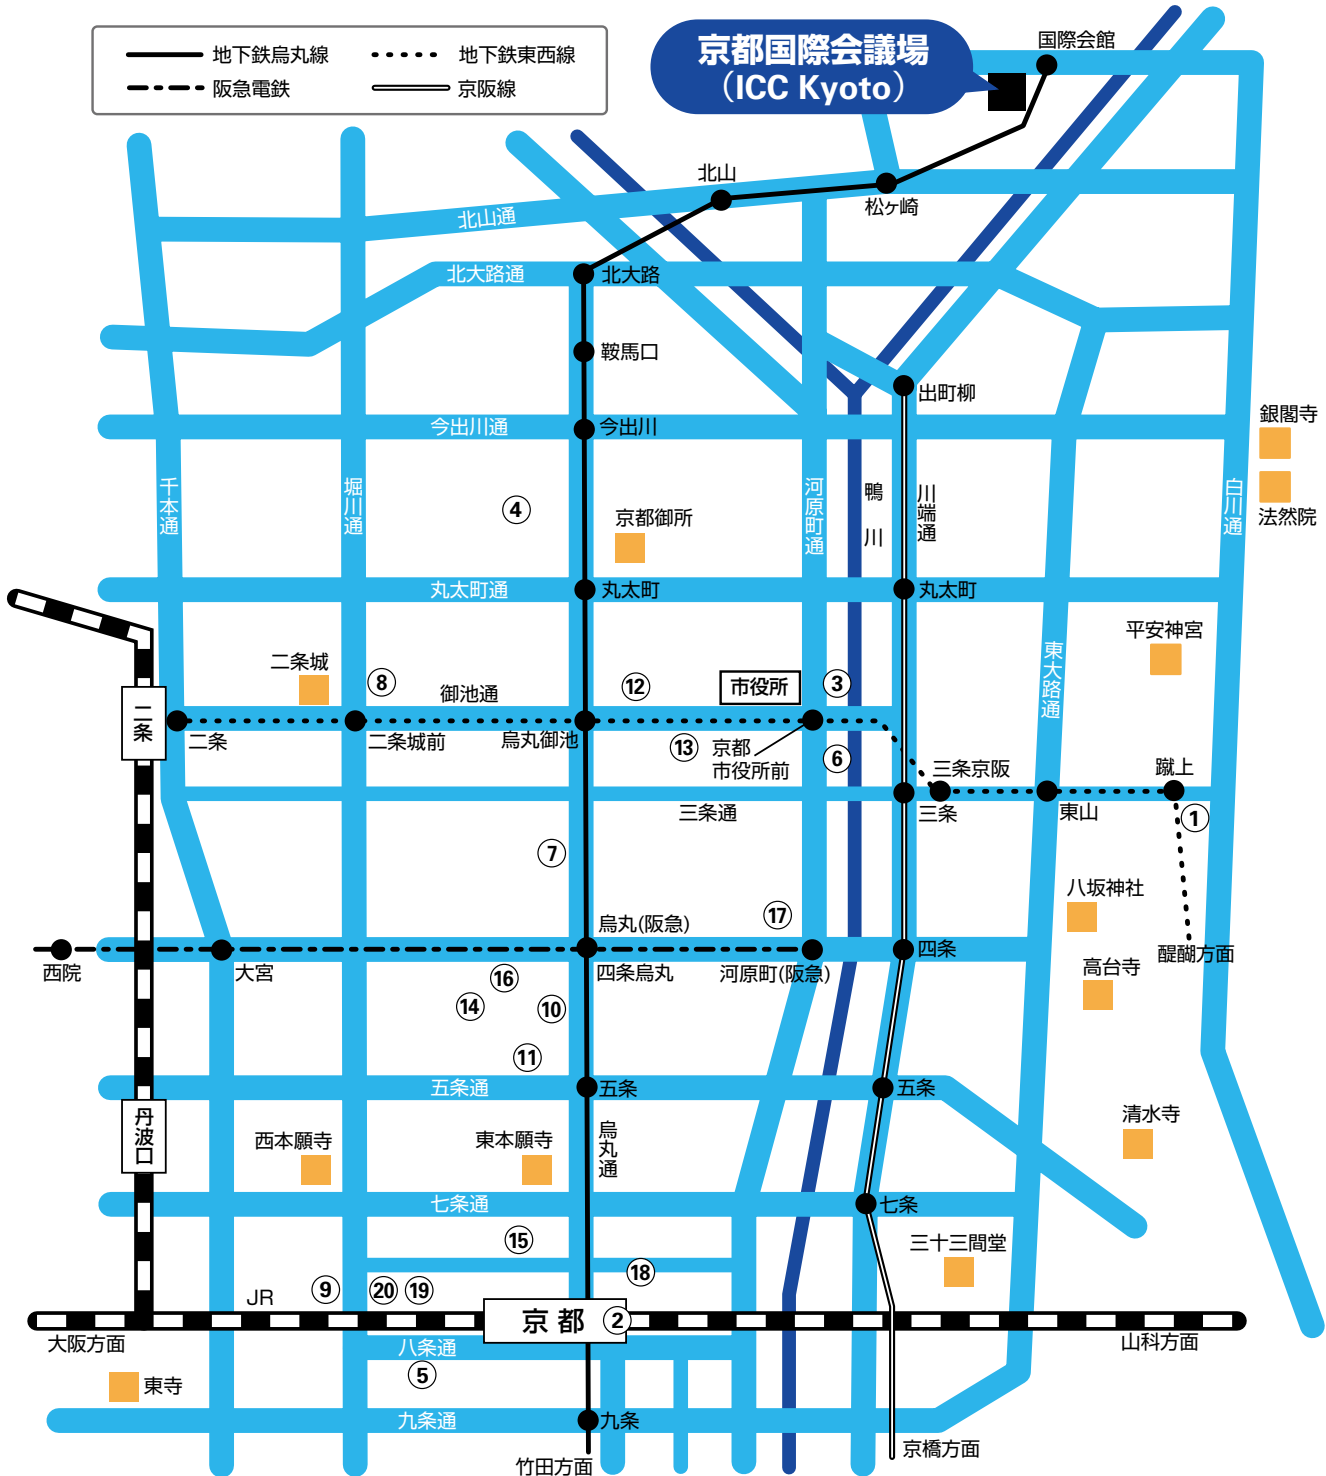 地下鉄烏丸線
地下鉄東西線
阪急電鉄
京阪線
京都国際会議場
（ICC Kyoto）
国際会館
北山
松ヶ崎
北山通
北大路通
北大路
鞍馬口
出町柳
今出川通
今出川
銀閣寺
法然院
千本通
堀川通
河原町通
鴨川
川端通
白川通
④
京都御所
丸太町通
丸太町
丸太町
平安神宮
東大路通
二条城
⑧
御池通
⑫
市役所
③
二条
二条
二条城前
烏丸御池
⑬
京都
市役所前
⑥
三条京阪
蹴上
三条通
三条
東山
①
⑦
八坂神社
⑰
烏丸(阪急)
西院
大宮
四条烏丸
河原町(阪急)
四条
醍醐方面
高台寺
⑯
⑭
⑩
⑪
五条通
五条
五条
丹波口
西本願寺
東本願寺
烏丸通
清水寺
七条通
七条
⑮
三十三間堂
⑱
JR
⑨
⑳
⑲
京都
②
大阪方面
山科方面
八条通
⑤
東寺
九条通
九条
京橋方面
竹田方面